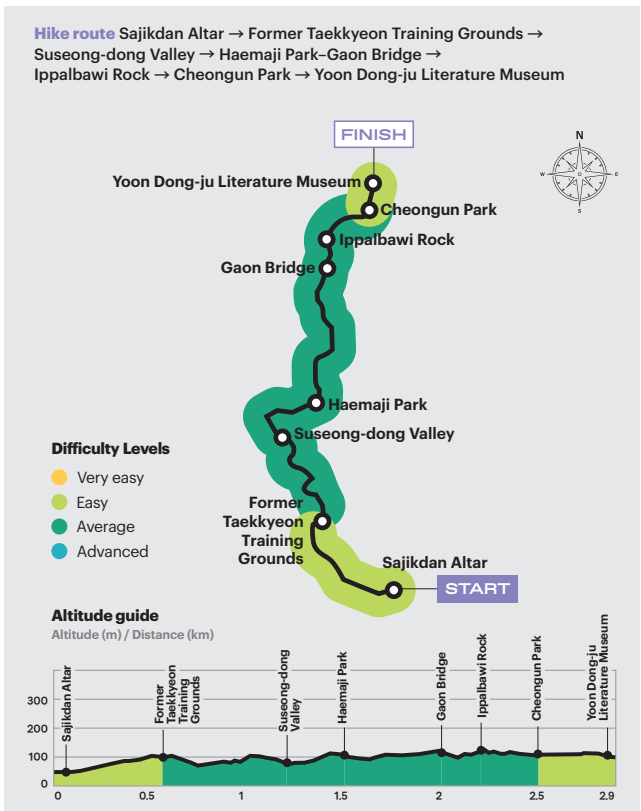 Hike route Sajikdan Altar → Former Taekkyeon Training Grounds →
Suseong-dong Valley → Haemaji Park–Gaon Bridge →
Ippalbawi Rock → Cheongun Park → Yoon Dong-ju Literature Museum
FINISH
N
W
E
S
Yoon Dong-ju Literature Museum
Cheongun Park
Ippalbawi Rock
Gaon Bridge
Haemaji Park
Suseong-dong Valley
Difficulty Levels
Very easy
Easy
Average
Advanced
Former
Taekkyeon
Training
Grounds
Sajikdan Altar
START
Altitude guide
Altitude (m) / Distance (km)
Sajikdan Altar
Former
Taekkyeon
Training
Grounds
Suseong-dong
Valley
Haemaji Park
Gaon Bridge
Ippalbawi Rock
Cheongun Park
Yoon Dong-ju
Literature Museum
300
200
100
0
0 0.5 1 1.5 2 2.5 2.9